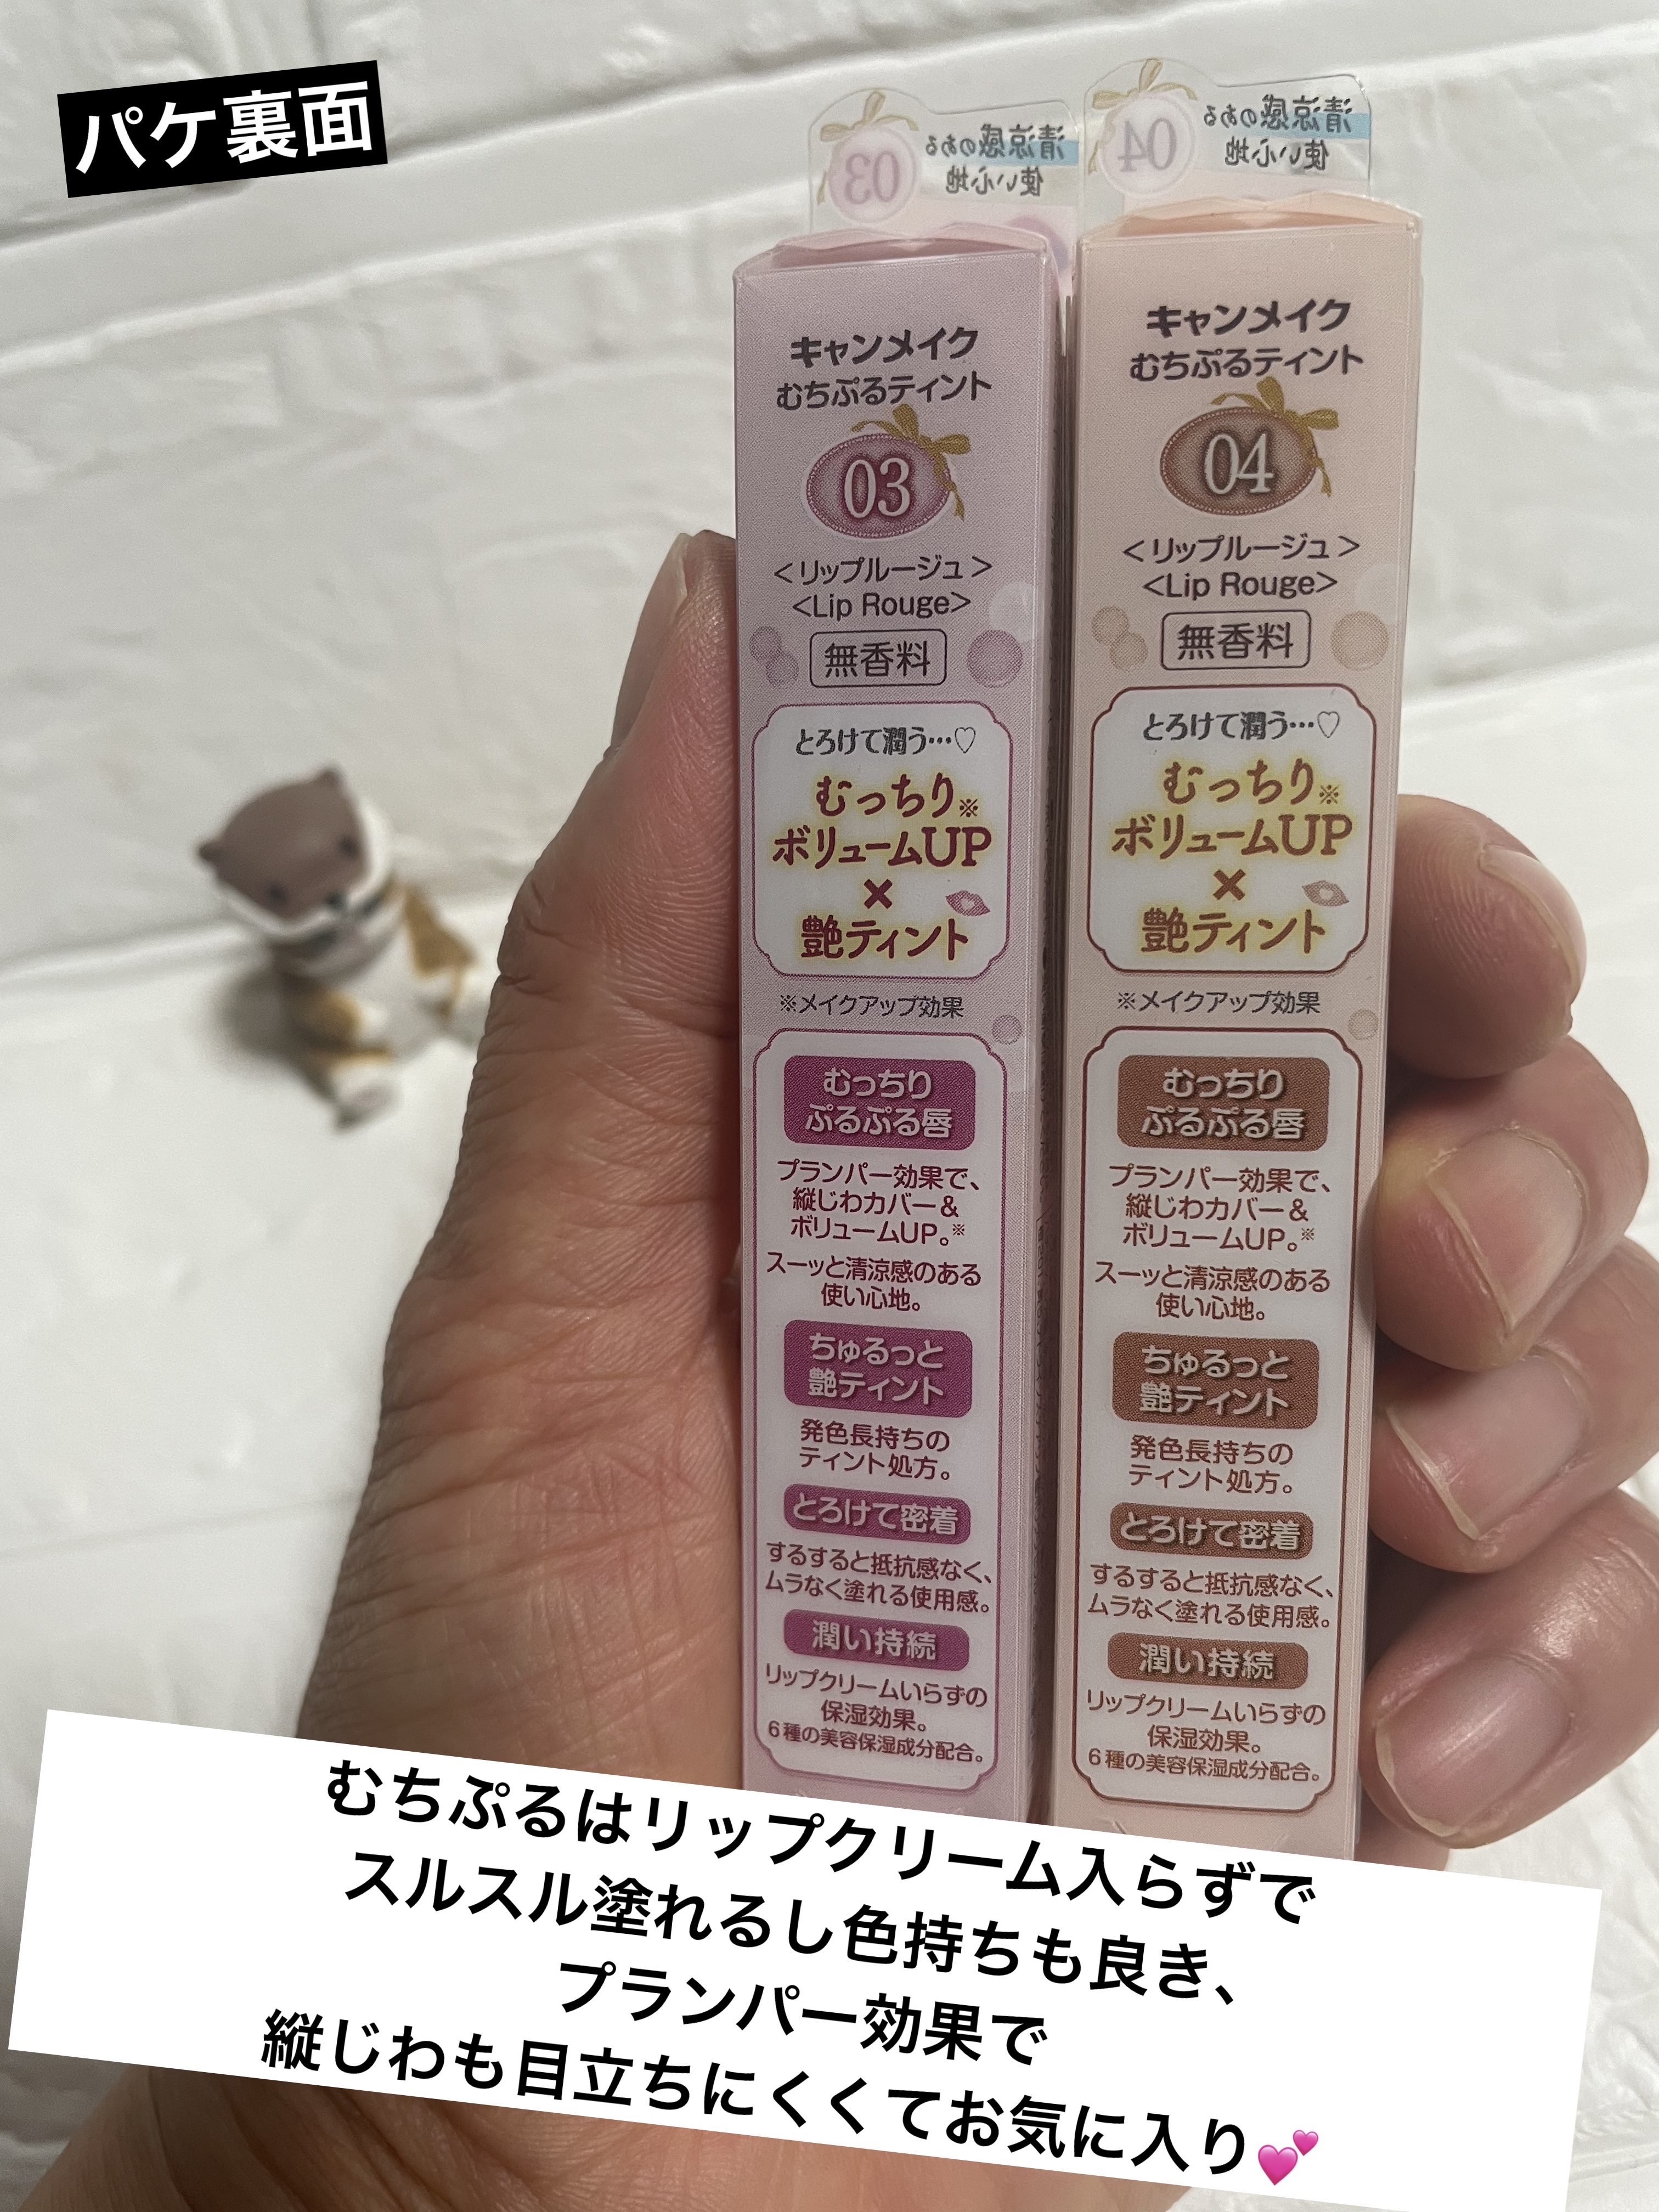 パケ裏面
03
清涼感のある
使い心地
04
清涼感のある
使い心地
キャンメイク
むちぷるティント
03
<リップルージュ>
<Lip Rouge>
無香料
とろけて潤う…♡
むっちり※
ボリュームUP
×
艶ティント
※メイクアップ効果
むっちり
ぷるぷる唇
プランパー効果で、
縦じわカバー&
ボリュームUP。※
スーッと清涼感のある
使い心地。
ちゅるっと
艶ティント
発色長持ちの
ティント処方。
とろけて密着
するすると抵抗感なく、
ムラなく塗れる使用感。
潤い持続
リップクリームいらずの
保湿効果。
6種の美容保湿成分配合。
キャンメイク
むちぷるティント
04
<リップルージュ>
<Lip Rouge>
無香料
とろけて潤う…♡
むっちり※
ボリュームUP
×
艶ティント
※メイクアップ効果
むっちり
ぷるぷる唇
プランパー効果で、
縦じわカバー&
ボリュームUP。※
スーッと清涼感のある
使い心地。
ちゅるっと
艶ティント
発色長持ちの
ティント処方。
とろけて密着
するすると抵抗感なく、
ムラなく塗れる使用感。
潤い持続
リップクリームいらずの
保湿効果。
6種の美容保湿成分配合。
むちぷるはリップクリーム入らずで
スルスル塗れるし色持ちも良き、
プランパー効果で
縦じわも目立ちにくくてお気に入り💕